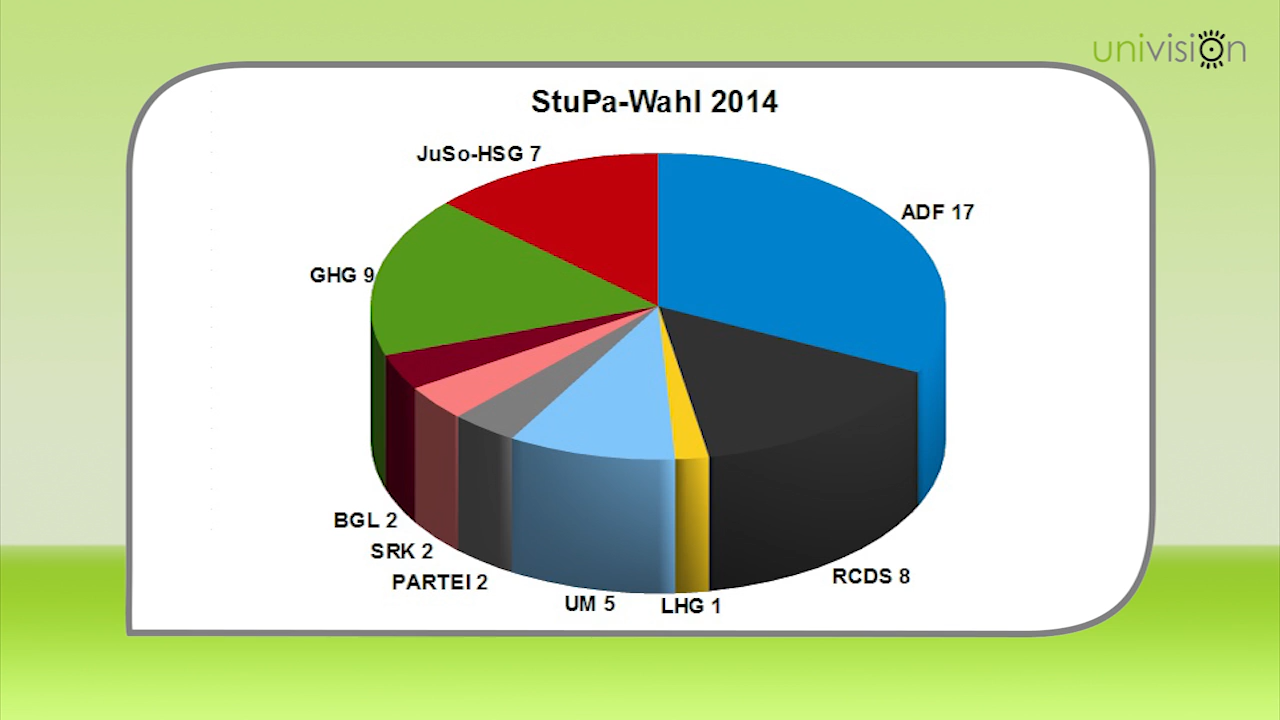 univision
StuPa-Wahl 2014
JuSo-HSG 7
ADF 17
GHG 9
BGL 2
SRK 2
PARTEI 2
UM 5
LHG 1
RCDS 8